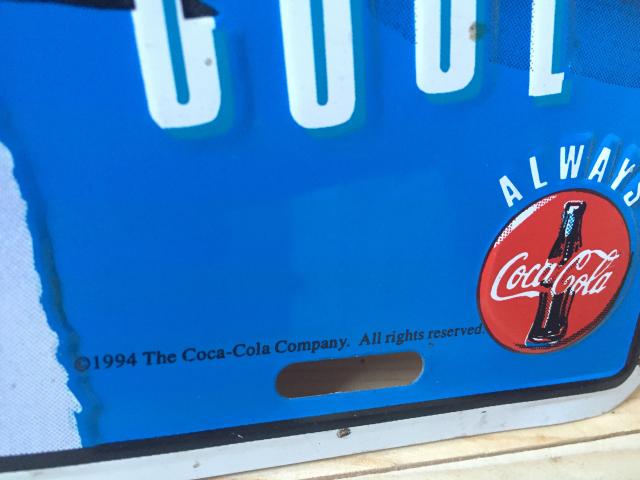 COOL
ALWAYS
Coca-Cola
©1994 The Coca-Cola Company. All rights reserved.